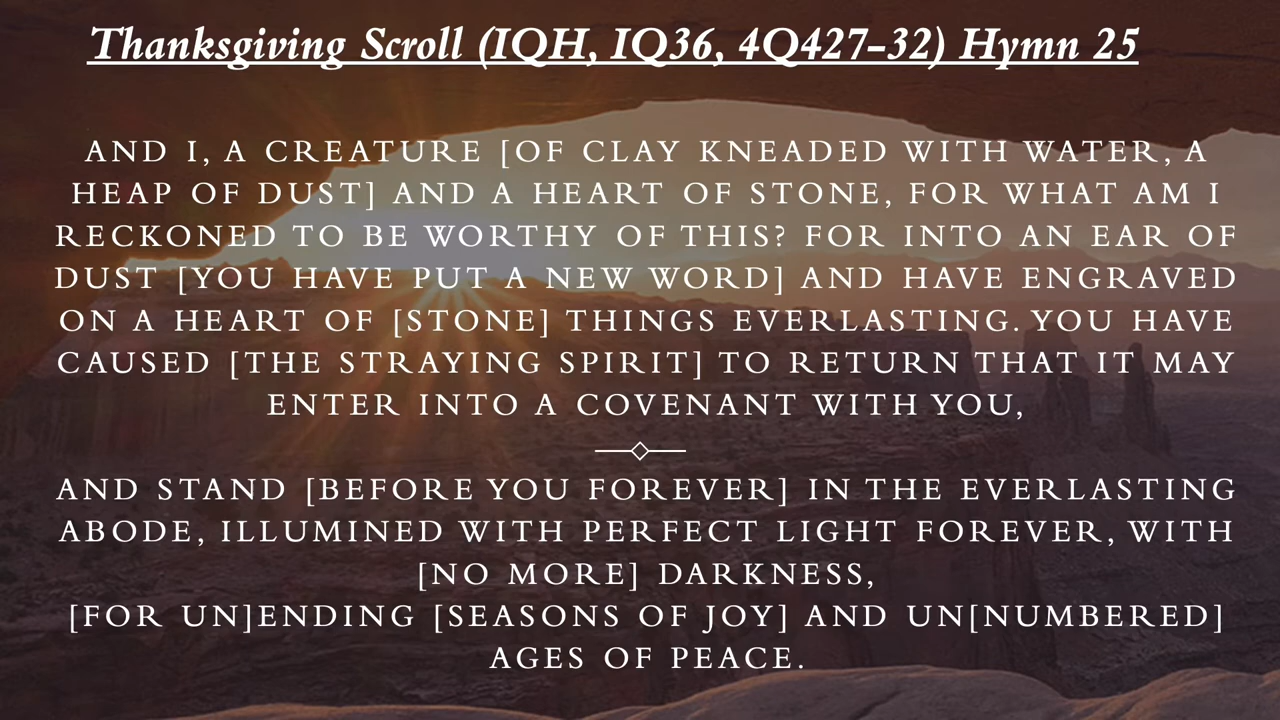 Thanksgiving Scroll (IQH, IQ36, 4Q427-32) Hymn 25
AND I, A CREATURE [OF CLAY KNEADED WITH WATER, A
HEAP OF DUST] AND A HEART OF STONE, FOR WHAT AM I
RECKONED TO BE WORTHY OF THIS? FOR INTO AN EAR OF
DUST [YOU HAVE PUT A NEW WORD] AND HAVE ENGRAVED
ON A HEART OF [STONE] THINGS EVERLASTING. YOU HAVE
CAUSED [THE STRAYING SPIRIT] TO RETURN THAT IT MAY
ENTER INTO A COVENANT WITH YOU,
AND STAND [BEFORE YOU FOREVER] IN THE EVERLASTING
ABODE, ILLUMINED WITH PERFECT LIGHT FOREVER, WITH
[NO MORE] DARKNESS,
[FOR UN]ENDING [SEASONS OF JOY] AND UN[NUMBERED]
AGES OF PEACE.